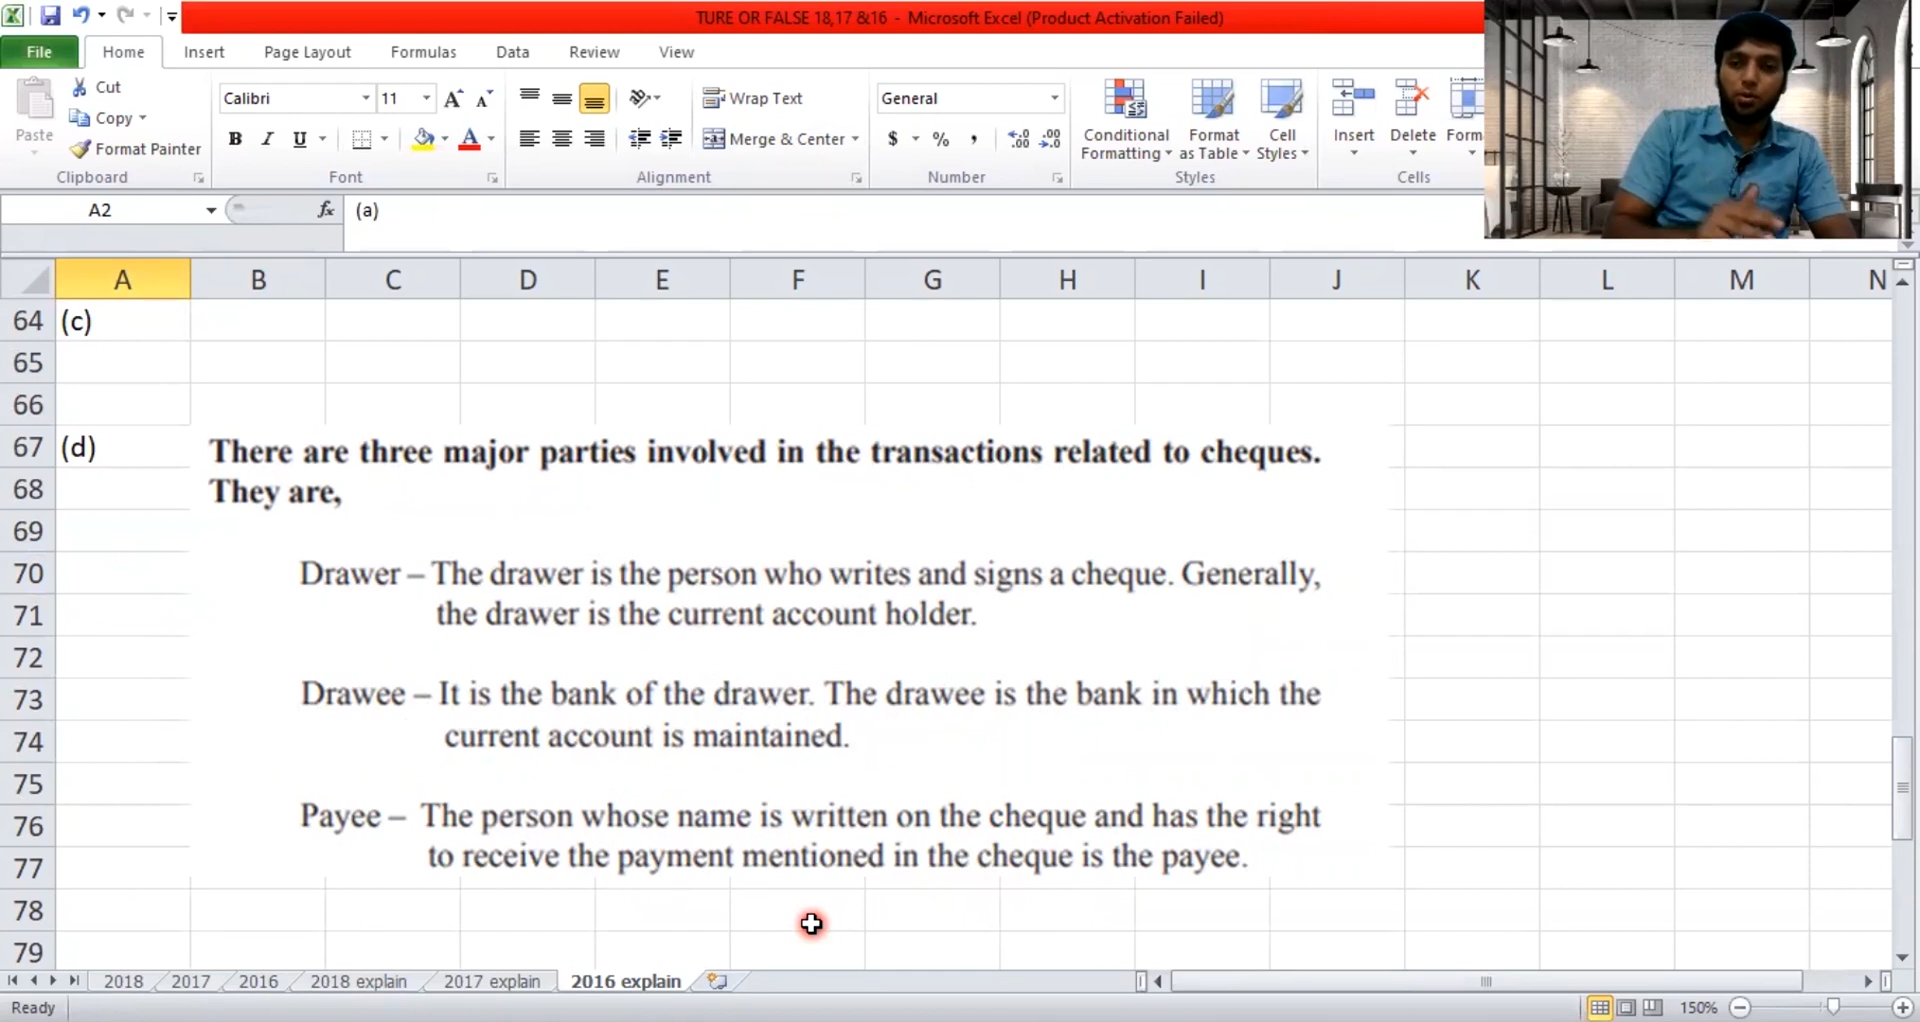 TURE OR FALSE 18,17 &16 - Microsoft Excel (Product Activation Failed)
File Home Insert Page Layout Formulas Data Review View
Paste
Cut
Copy
Format Painter
Clipboard
Calibri 11
B I U
Font
Wrap Text
Merge & Center
Alignment
General
$ % ,
Number
Conditional Formatting
Format as Table
Cell Styles
Styles
Insert Delete Form
Cells
A2 fx (a)
A B C D E F G H I J K L M N
64 (c)
65
66
67 (d) There are three major parties involved in the transactions related to cheques.
68 They are,
69
70 Drawer – The drawer is the person who writes and signs a cheque. Generally,
71 the drawer is the current account holder.
72
73 Drawee – It is the bank of the drawer. The drawee is the bank in which the
74 current account is maintained.
75
76 Payee – The person whose name is written on the cheque and has the right
77 to receive the payment mentioned in the cheque is the payee.
78
79
2018 2017 2016 2018 explain 2017 explain 2016 explain
Ready 150%